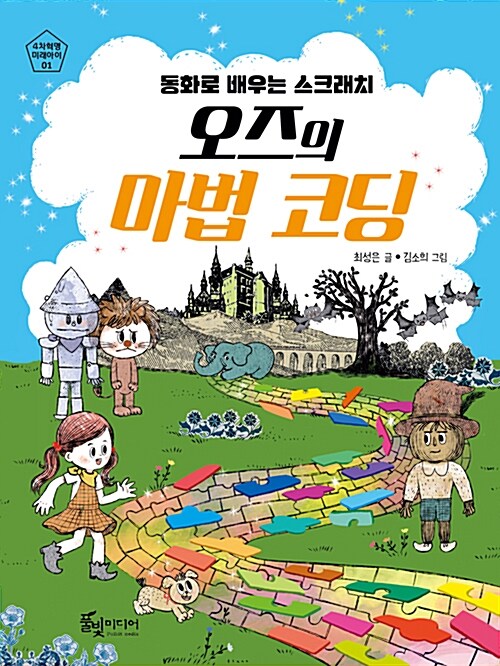 4차혁명
미래아이
01
동화로 배우는 스크래치
오즈의
마법 코딩
최성은 글 • 김소희 그림
풀빛미디어